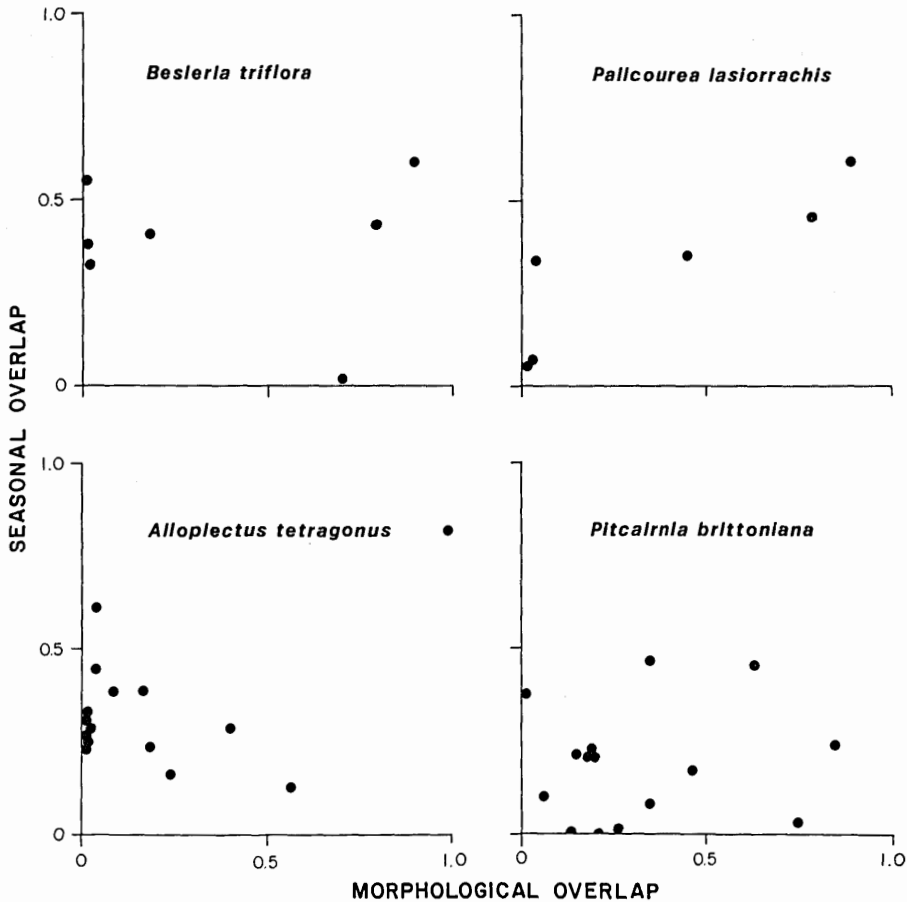 1.0
Besleria triflora
Palicourea lasiorrachis
0.5
0
1.0
Alloplectus tetragonus
Pitcairnia brittoniana
0.5
0
0
0.5
1.0
0
0.5
1.0
SEASONAL OVERLAP
MORPHOLOGICAL OVERLAP